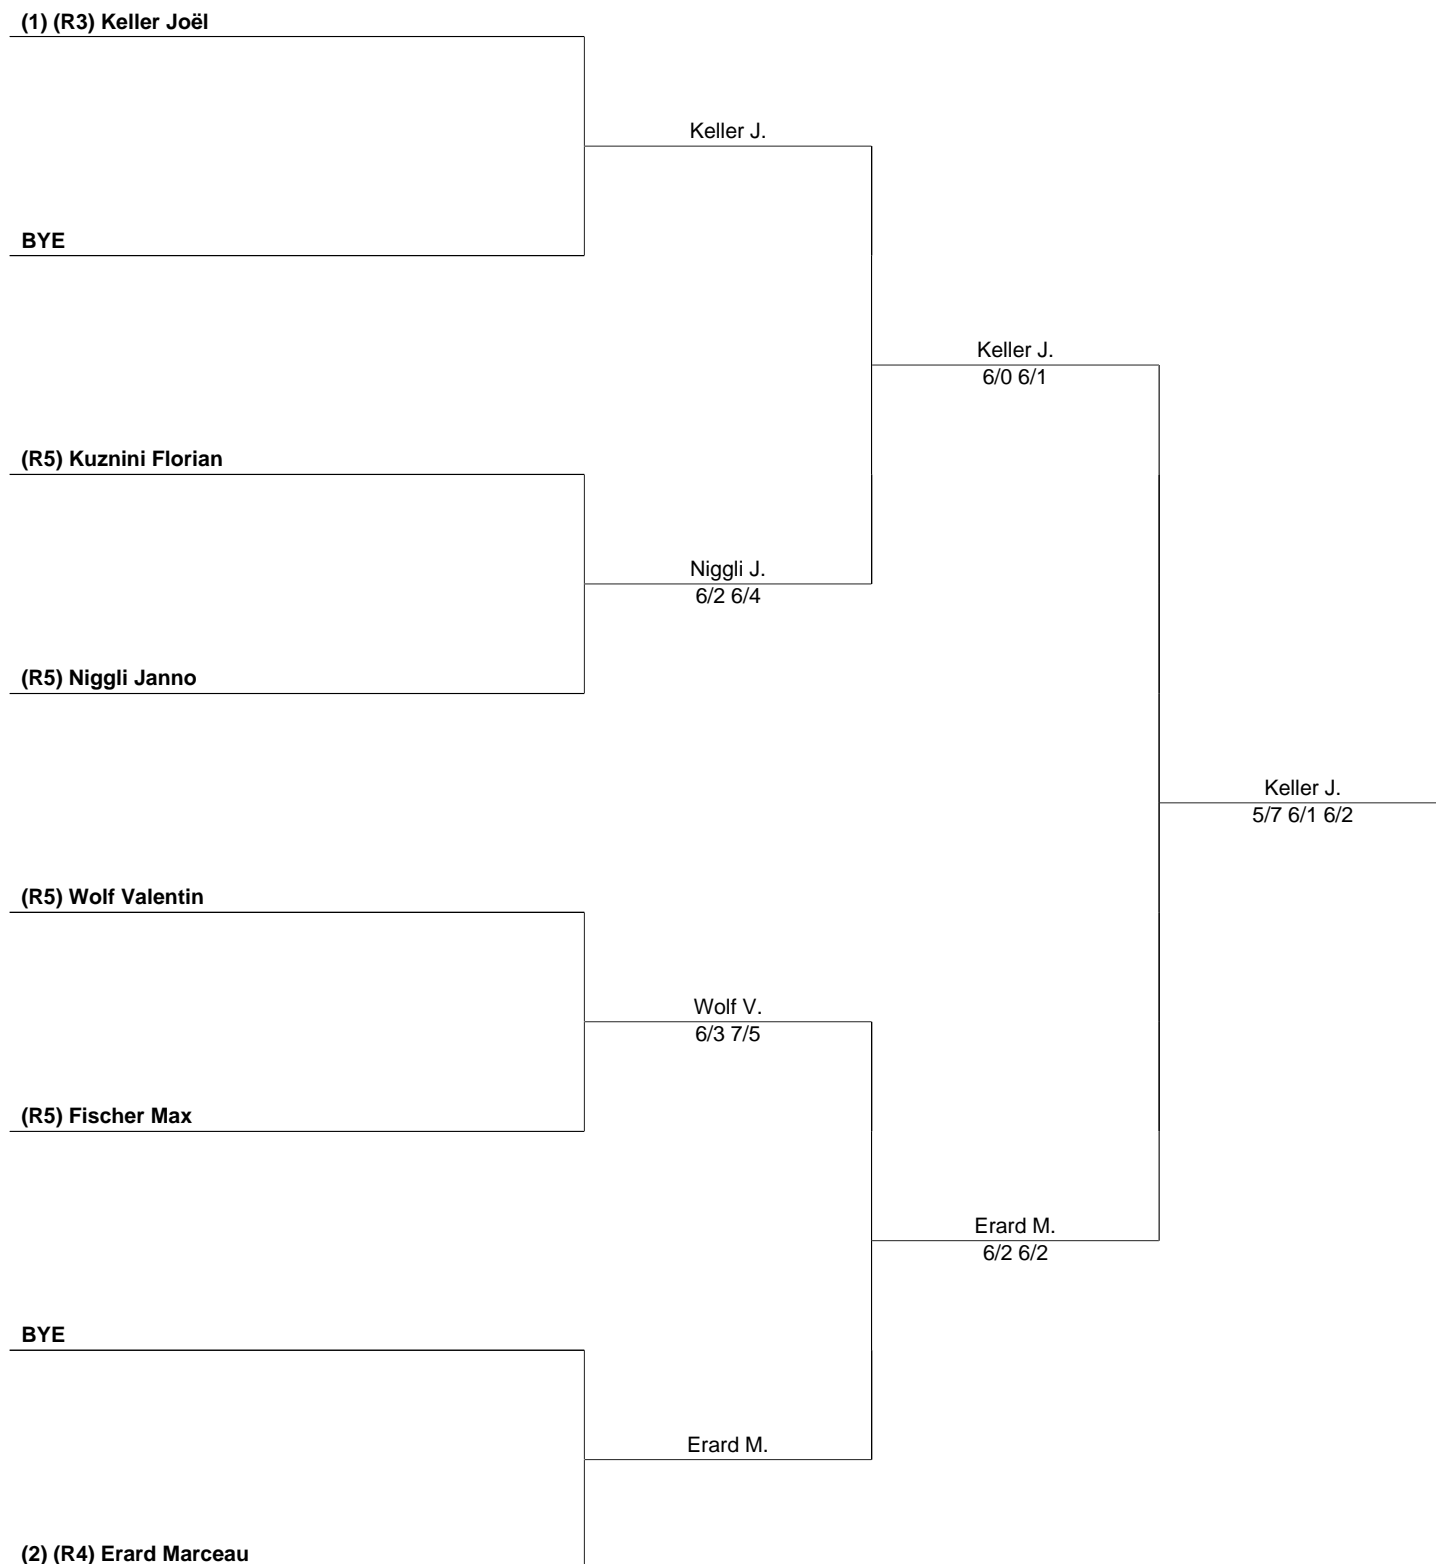 (1) (R3) Keller Joël
Keller J.
BYE
Keller J.
6/0 6/1
(R5) Kuznini Florian
Niggli J.
6/2 6/4
(R5) Niggli Janno
Keller J.
5/7 6/1 6/2
(R5) Wolf Valentin
Wolf V.
6/3 7/5
(R5) Fischer Max
Erard M.
6/2 6/2
BYE
Erard M.
(2) (R4) Erard Marceau